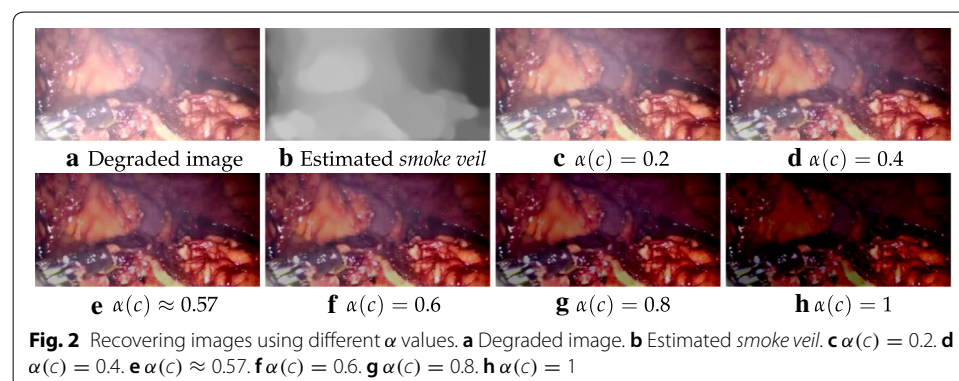 a Degraded image b Estimated smoke veil c α(c) = 0.2 d α(c) = 0.4
e α(c) ≈ 0.57 f α(c) = 0.6 g α(c) = 0.8 h α(c) = 1
Fig. 2 Recovering images using different α values. a Degraded image. b Estimated smoke veil. c α(c) = 0.2. d
α(c) = 0.4. e α(c) ≈ 0.57. f α(c) = 0.6. g α(c) = 0.8. h α(c) = 1